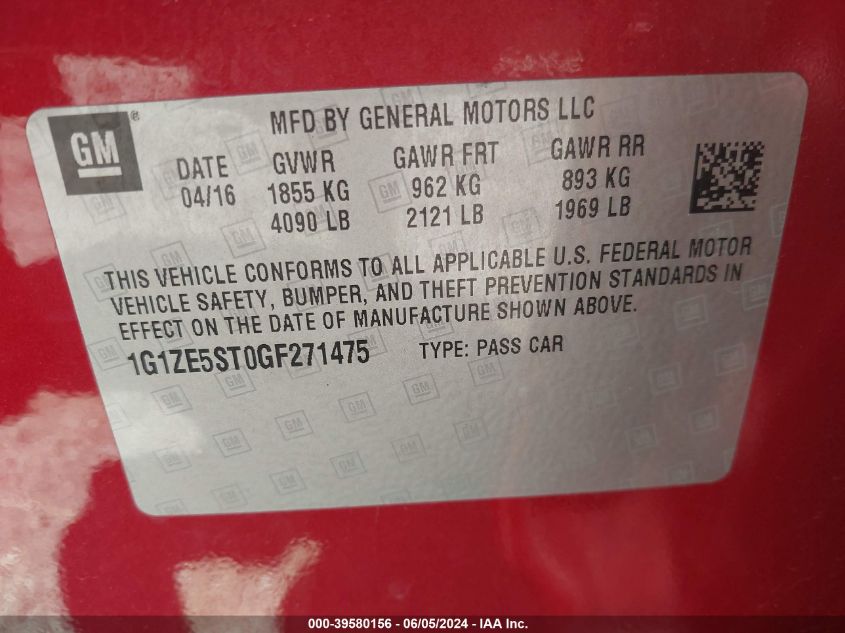 GM ®
MFD BY GENERAL MOTORS LLC
DATE GVWR GAWR FRT GAWR RR
04/16 1855 KG 962 KG 893 KG
4090 LB 2121 LB 1969 LB
THIS VEHICLE CONFORMS TO ALL APPLICABLE U.S. FEDERAL MOTOR
VEHICLE SAFETY, BUMPER, AND THEFT PREVENTION STANDARDS IN
EFFECT ON THE DATE OF MANUFACTURE SHOWN ABOVE.
1G1ZE5ST0GF271475 TYPE: PASS CAR
000-39580156 - 06/05/2024 - IAA Inc.